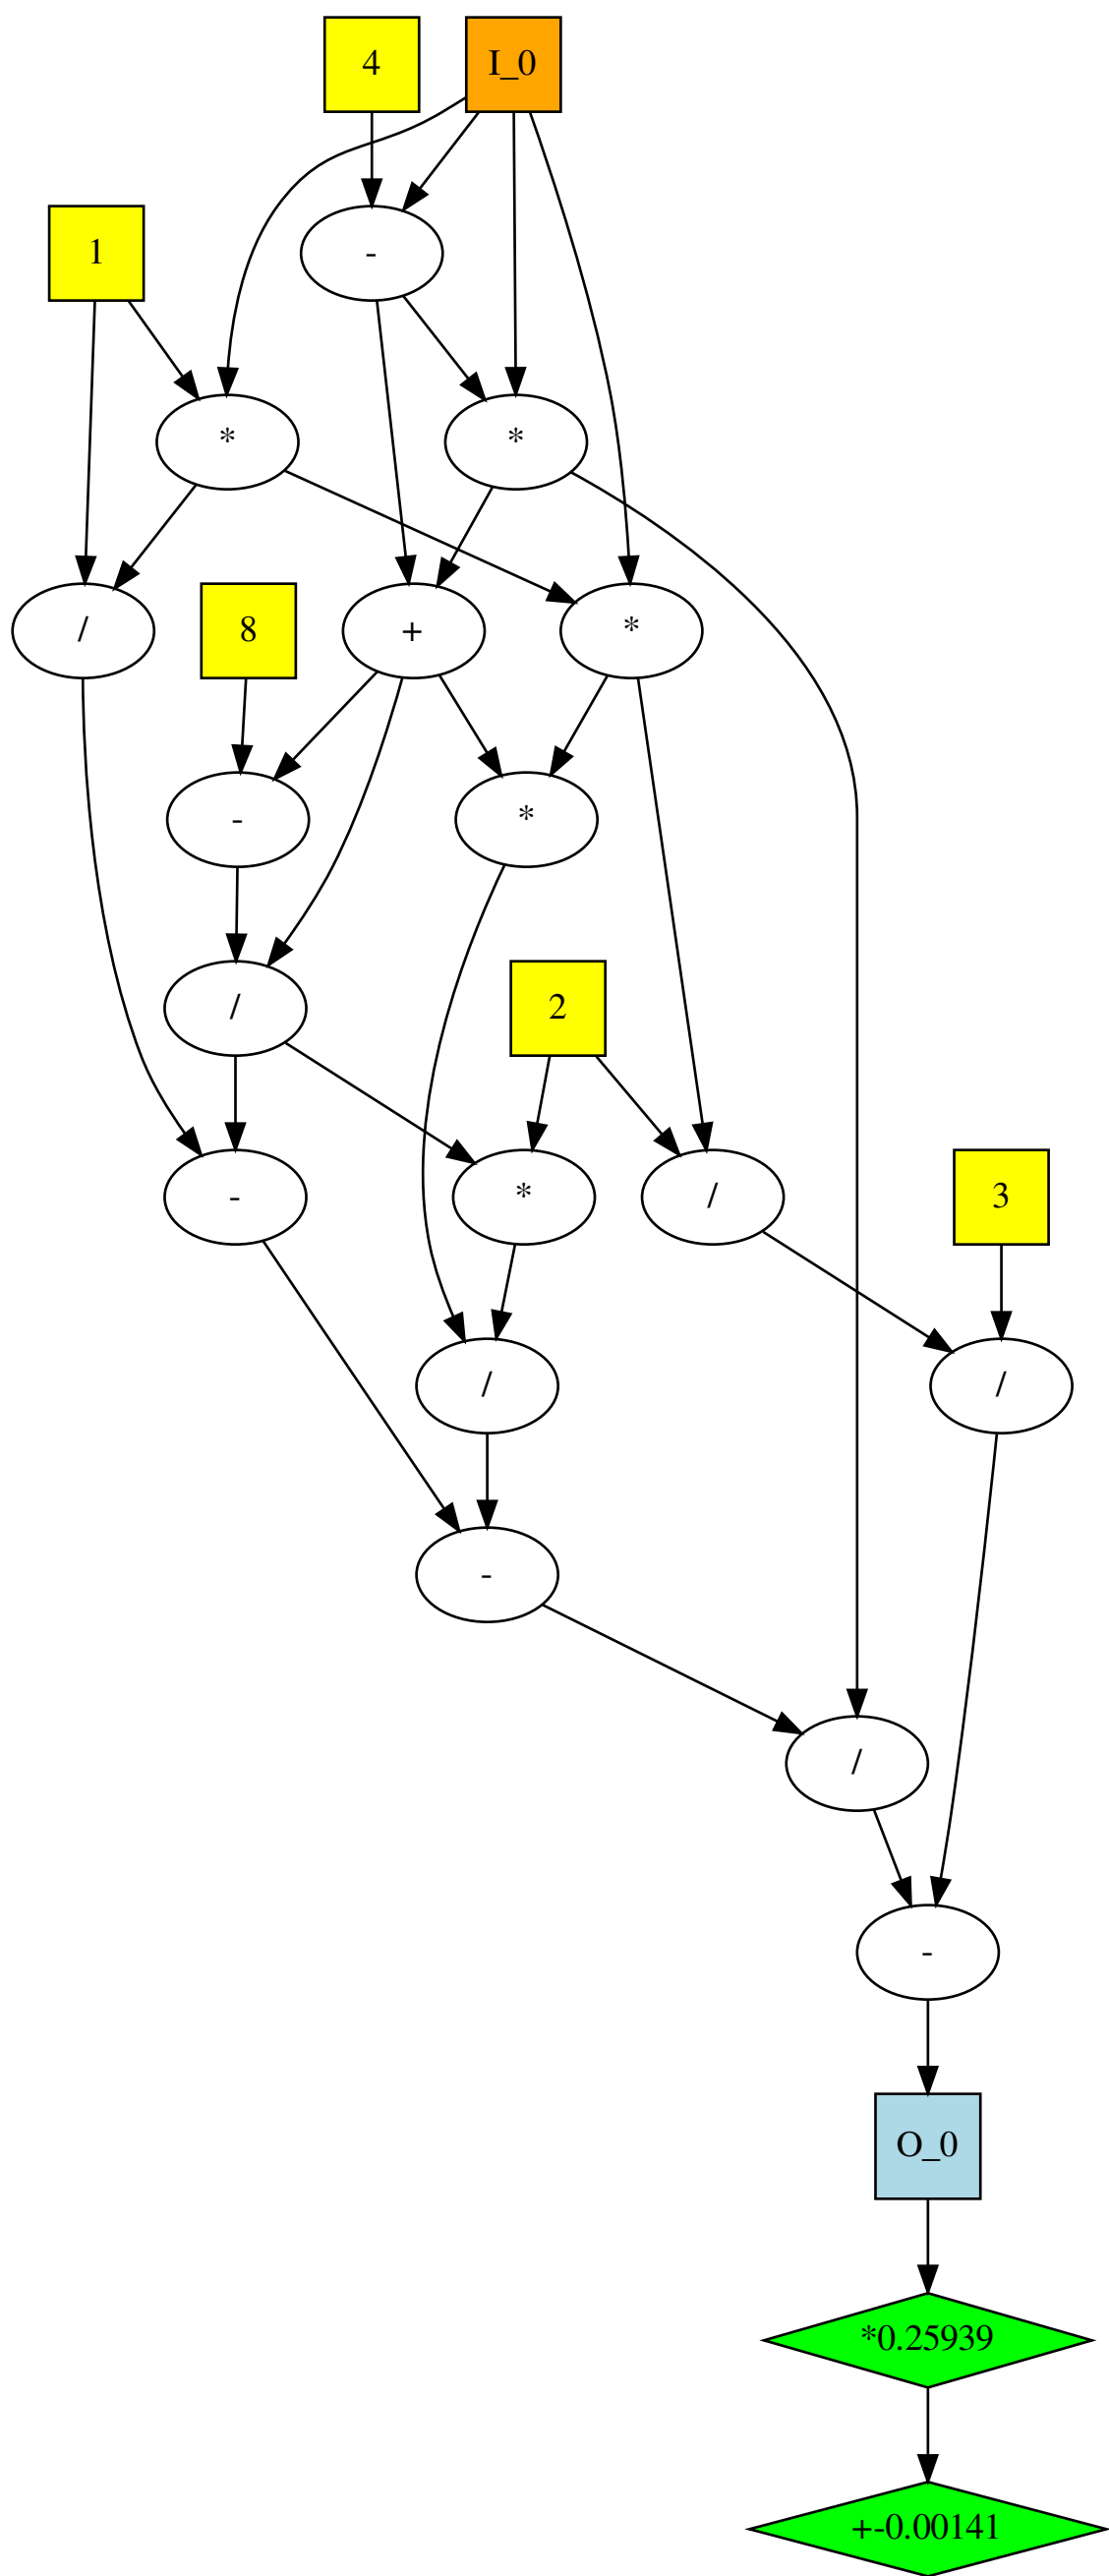 4 I_0
1 -
* *
/ 8 + *
- *
/ 2
- * / 3
/ /
-
/
-
O_0
*0.25939
+-0.00141